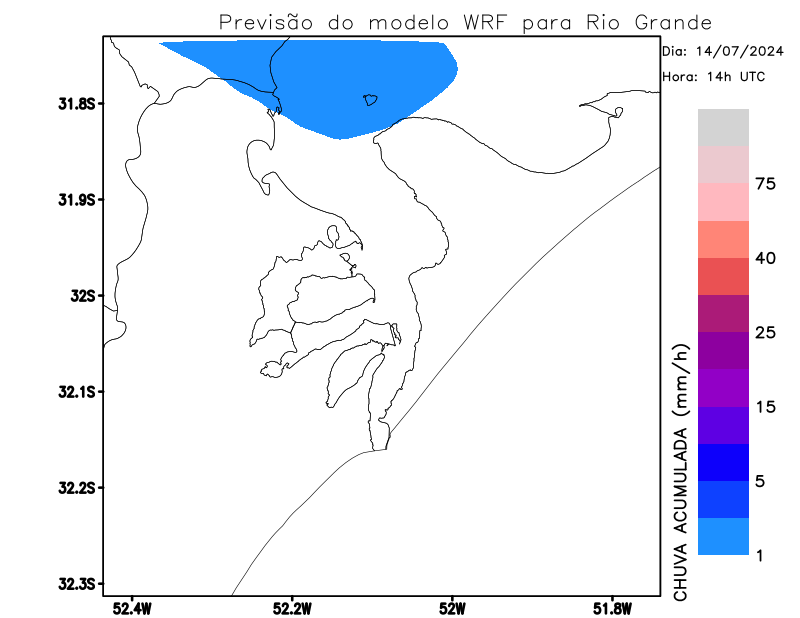 Previsão do modelo WRF para Rio Grande
Dia: 14/07/2024
Hora: 14h UTC
31.8S
31.9S
32S
32.1S
32.2S
32.3S
52.4W
52.2W
52W
51.8W
CHUVA ACUMULADA (mm/h)
75
40
25
15
5
1